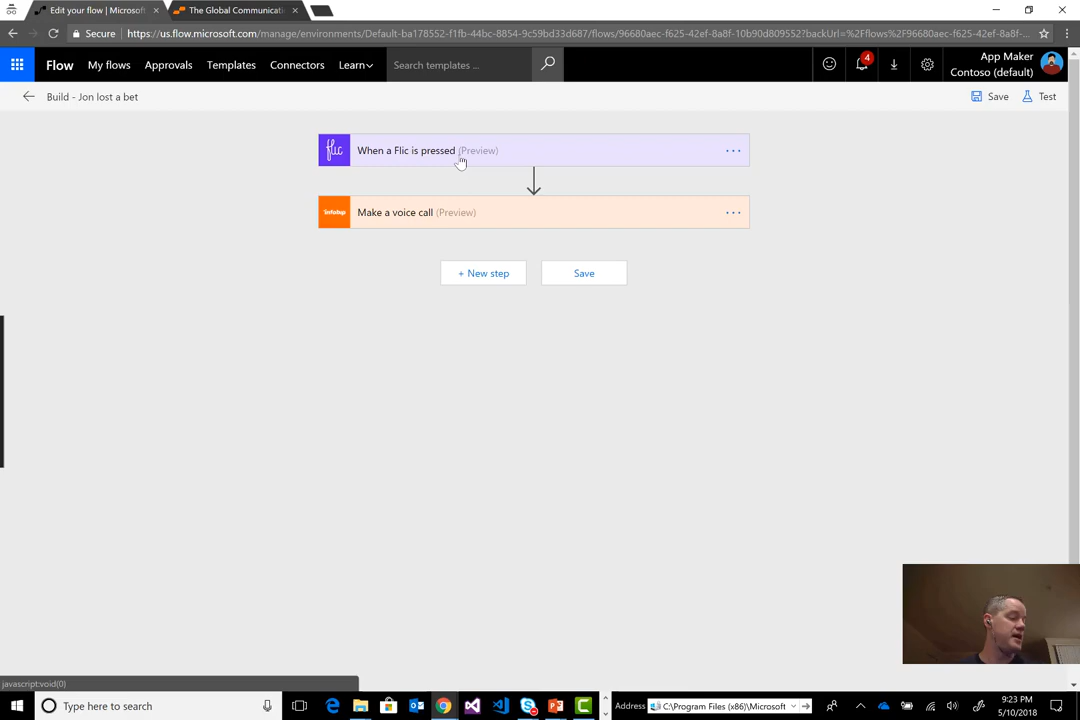 Edit your flow | Microsoft
The Global Communicati
Secure | https://us.flow.microsoft.com/manage/environments/Default-ba178552-f1fb-44bc-8854-9c59bd33d687/flows/96680aec-f625-42ef-8a8f-10b90d809552?backUrl=%2Fflows%2F96680aec-f625-42ef-8a8f-...
Flow My flows Approvals Templates Connectors Learn Search templates ... 4 App Maker
Contoso (default)
Build - Jon lost a bet Save Test
flic When a Flic is pressed (Preview) ...
infobip Make a voice call (Preview) ...
+ New step Save
javascript:void(0)
Type here to search Address C:\Program Files (x86)\Microsoft 9:23 PM
5/10/2018